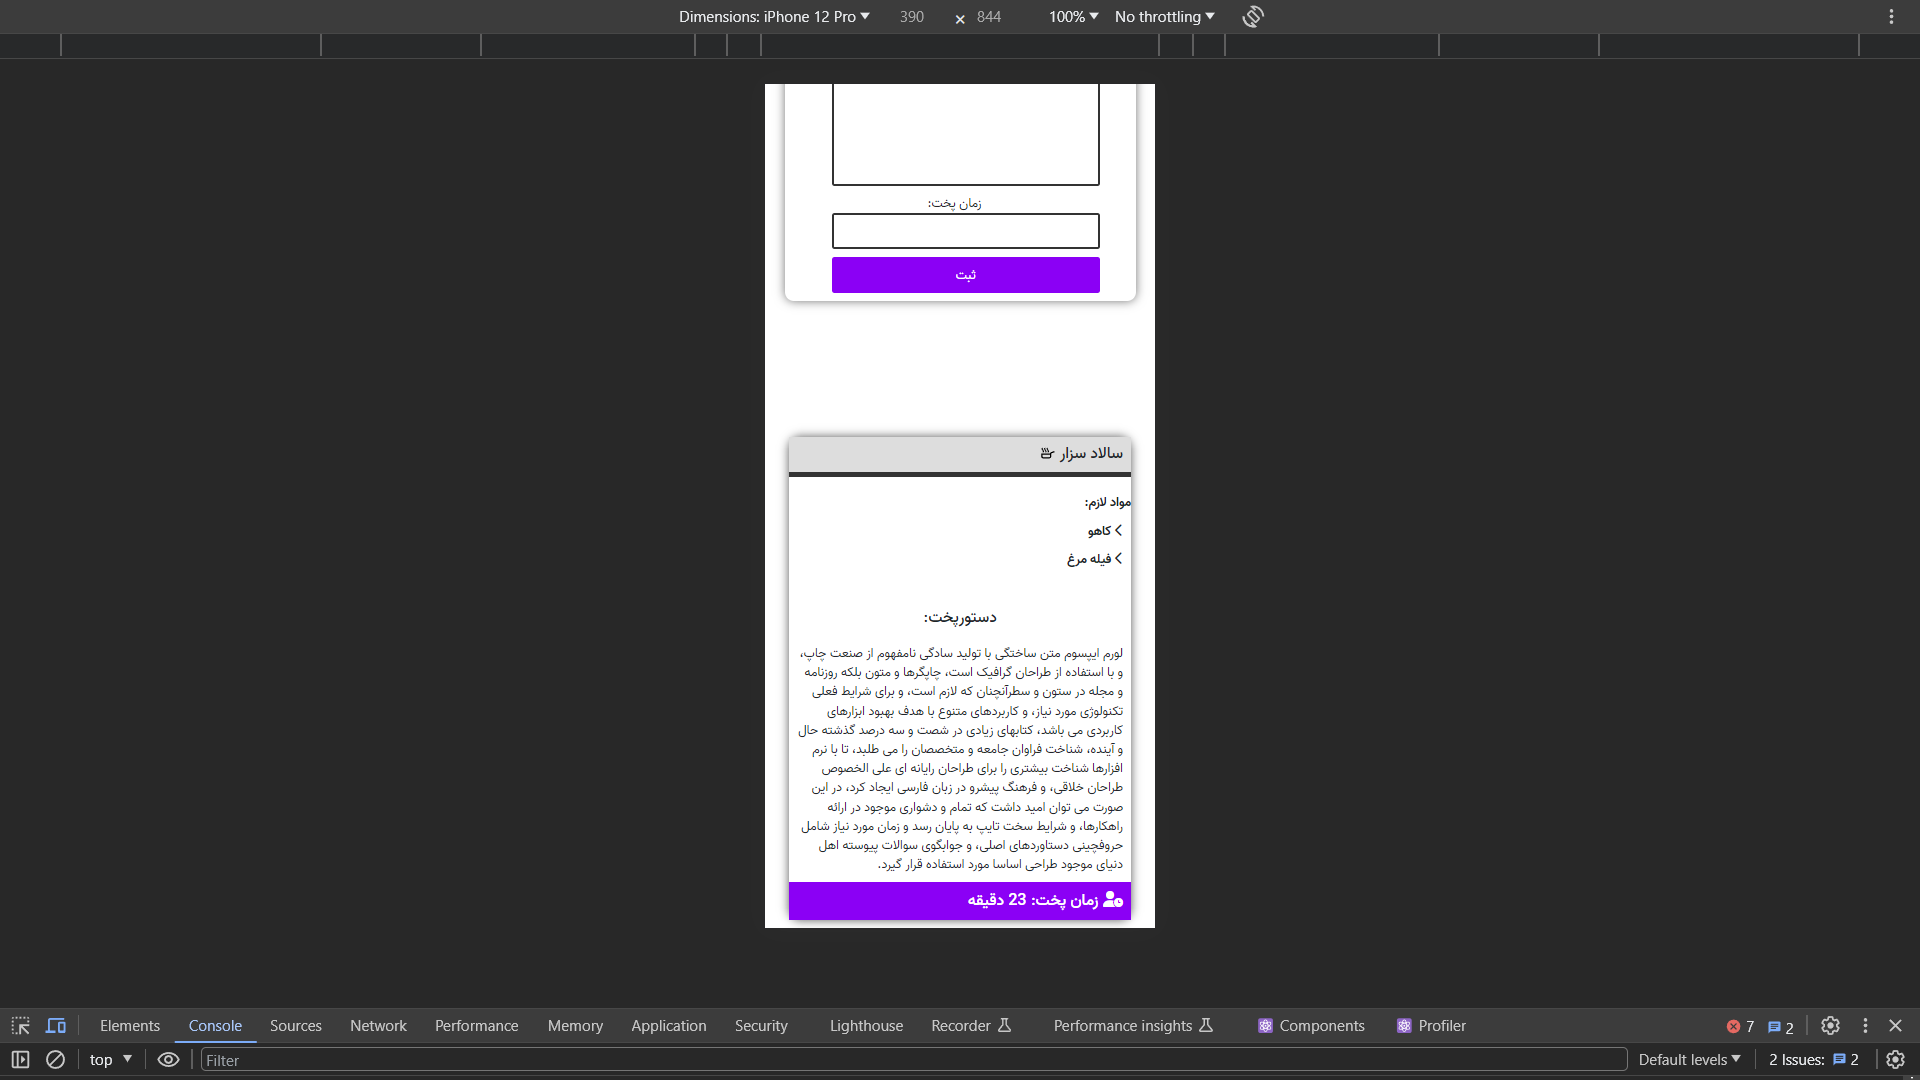 Dimensions: iPhone 12 Pro 390 × 844 100% No throttling
زمان پخت:
ثبت
سالاد سزار
مواد لازم:
کاهو
فیله مرغ
دستورپخت:
لورم ایپسوم متن ساختگی با تولید سادگی نامفهوم از صنعت چاپ،
و با استفاده از طراحان گرافیک است، چاپگرها و متون بلکه روزنامه
و مجله در ستون و سطرآنچنان که لازم است، و برای شرایط فعلی
تکنولوژی مورد نیاز، و کاربردهای متنوع با هدف بهبود ابزارهای
کاربردی می باشد، کتابهای زیادی در شصت و سه درصد گذشته حال
و آینده، شناخت فراوان جامعه و متخصصان را می طلبد، تا با نرم
افزارها شناخت بیشتری را برای طراحان رایانه ای علی الخصوص
طراحان خلاقی، و فرهنگ پیشرو در زبان فارسی ایجاد کرد، در این
صورت می توان امید داشت که تمام و دشواری موجود در ارائه
راهکارها، و شرایط سخت تایپ به پایان رسد و زمان مورد نیاز شامل
حروفچینی دستاوردهای اصلی، و جوابگوی سوالات پیوسته اهل
دنیای موجود طراحی اساسا مورد استفاده قرار گیرد.
زمان پخت: 23 دقیقه
Elements Console Sources Network Performance Memory Application Security Lighthouse Recorder Performance insights Components Profiler 7 2
top Filter Default levels 2 Issues: 2